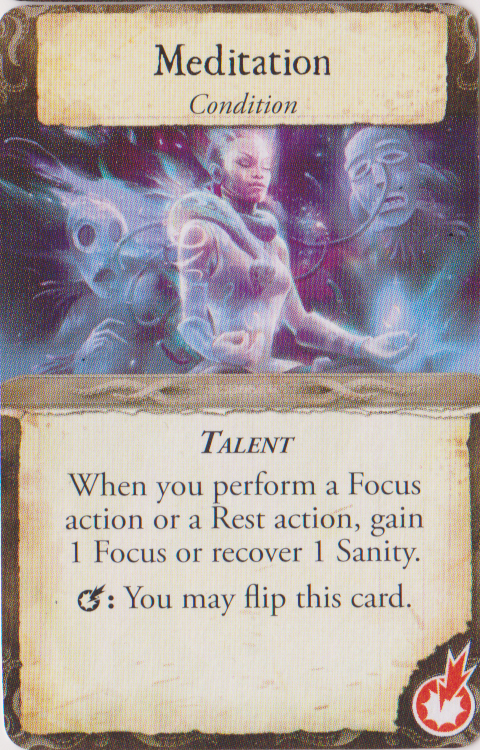 Meditation
Condition
TALENT
When you perform a Focus
action or a Rest action, gain
1 Focus or recover 1 Sanity.
: You may flip this card.